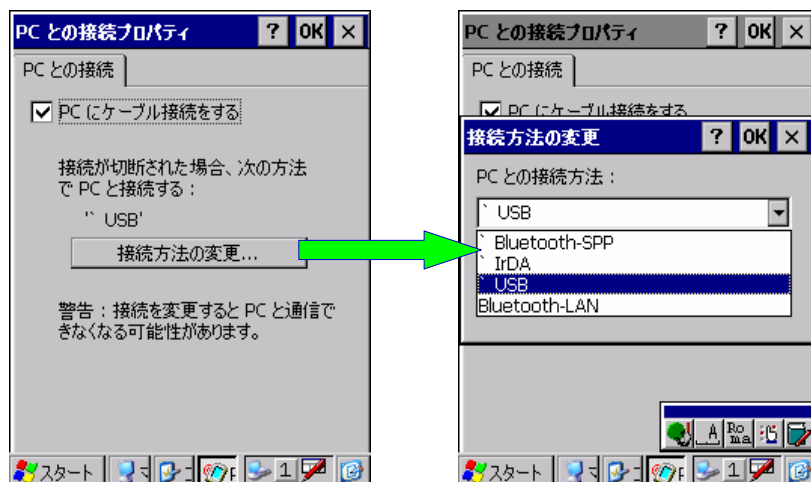 PC との接続プロパティ ? OK ×
PC との接続
PC にケーブル接続をする
接続が切断された場合、次の方法
で PC と接続する：
'` USB'
接続方法の変更...
警告：接続を変更すると PC と通信で
きなくなる可能性があります。
スタート
1
PC との接続プロパティ ? OK ×
PC との接続
PC にケーブル接続をする
接続方法の変更 ? OK ×
PC との接続方法：
` USB
` Bluetooth-SPP
` IrDA
` USB
Bluetooth-LAN
A Ro
ma
スタート
1